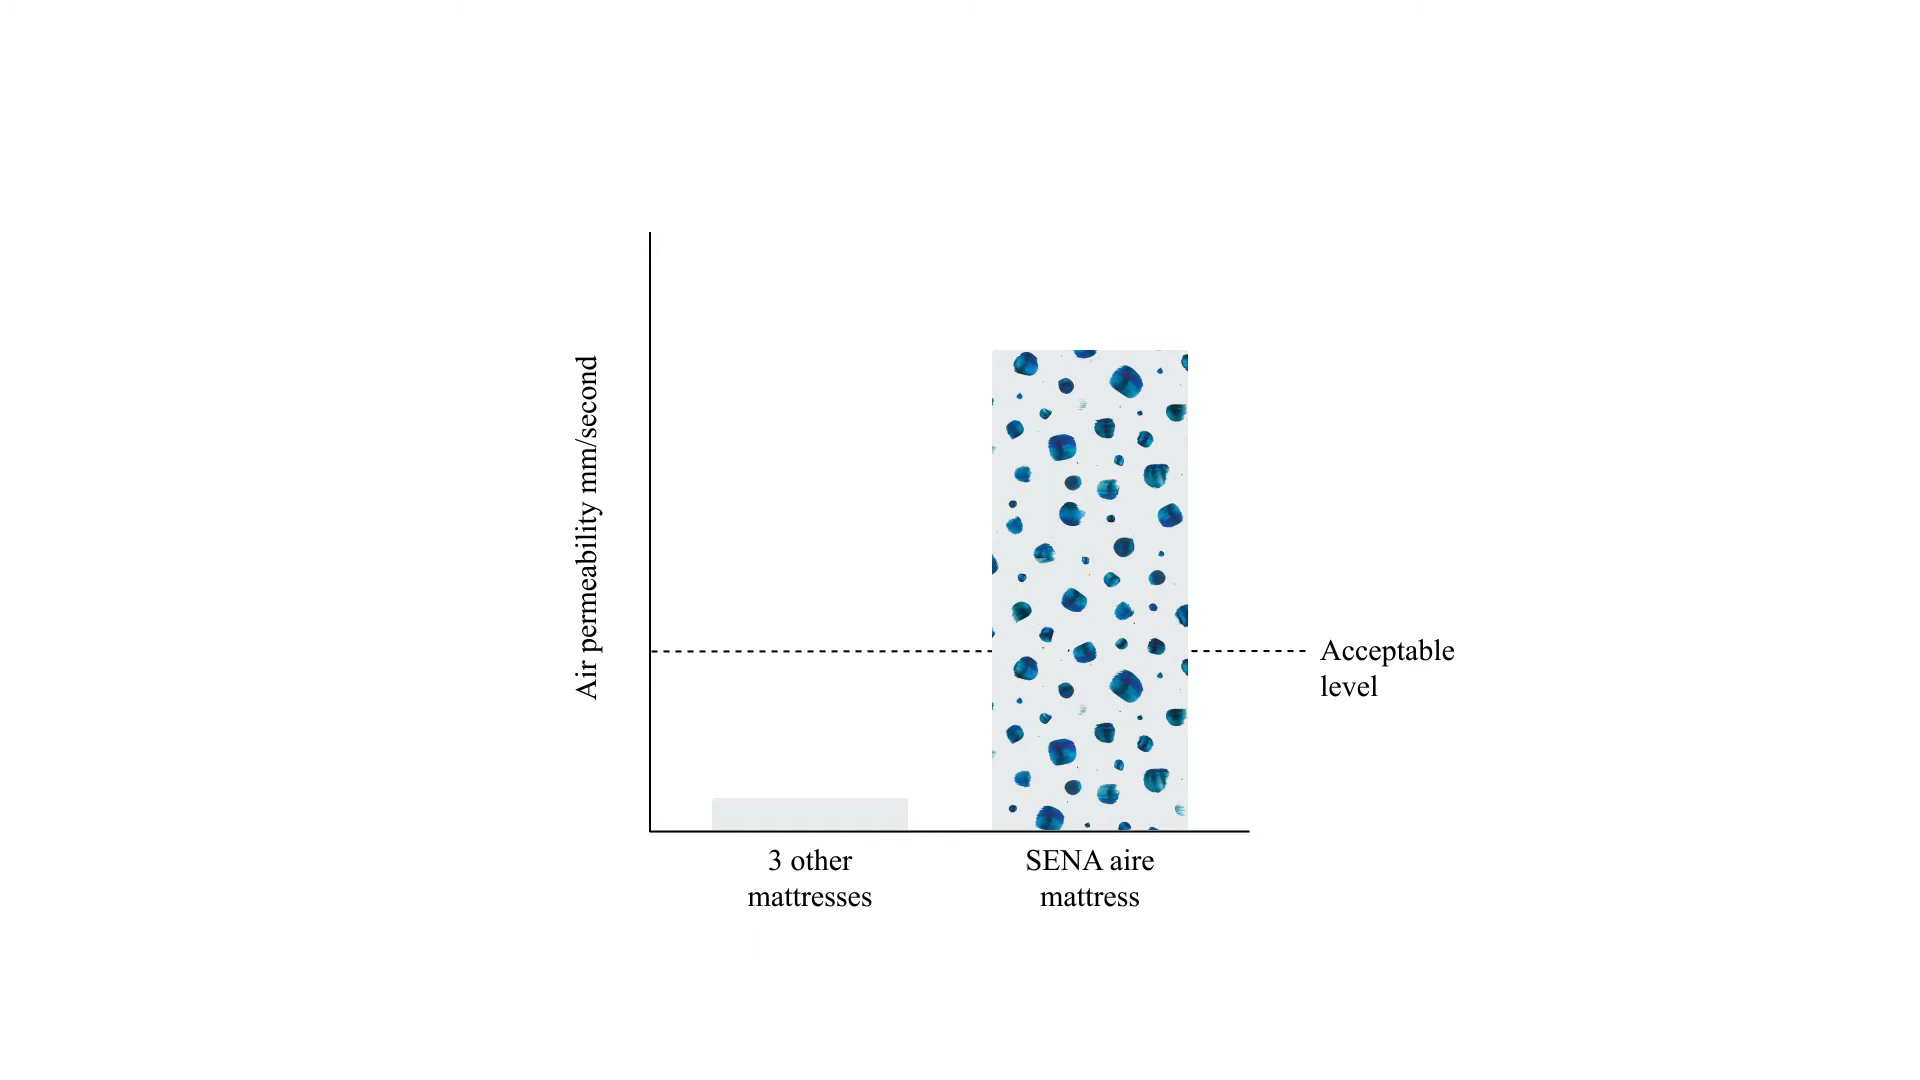 Air permeability mm/second
Acceptable
level
3 other
mattresses
SENA aire
mattress